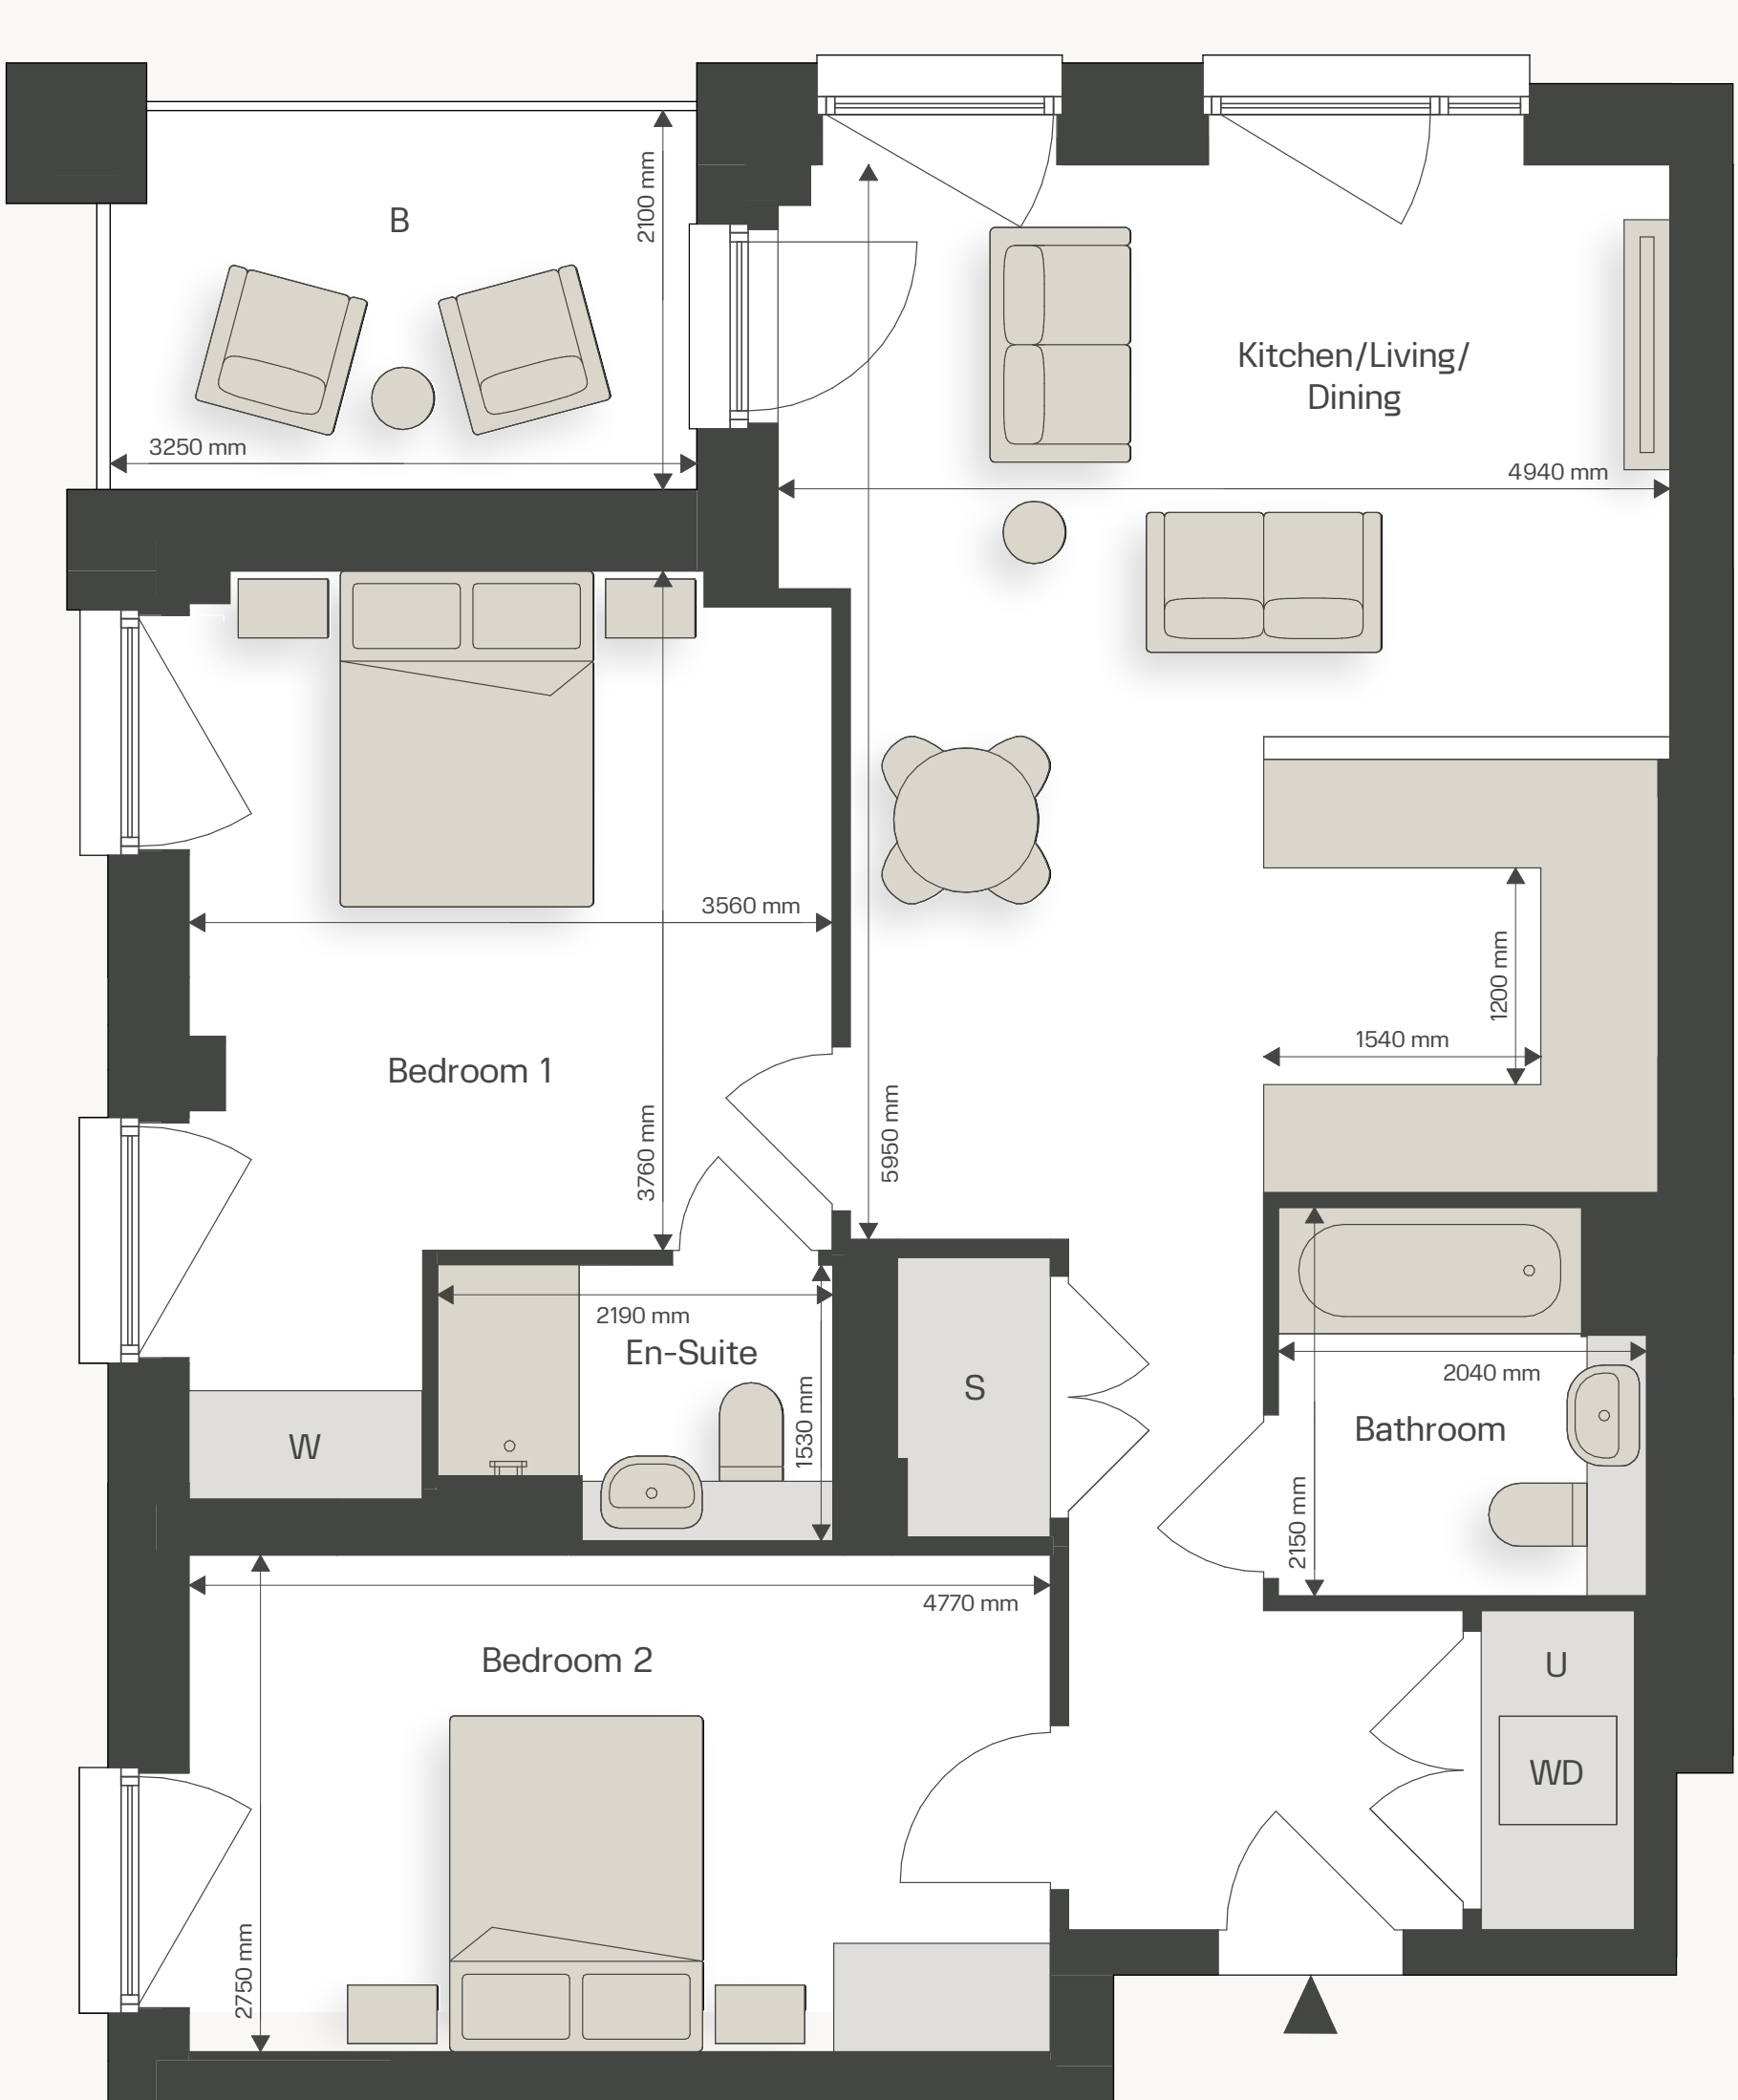 2100 mm
B
Kitchen/Living/
Dining
3250 mm
4940 mm
3560 mm
1200 mm
1540 mm
Bedroom 1
3760 mm
5950 mm
2190 mm
En-Suite
1530 mm
S
W
2040 mm
Bathroom
2150 mm
4770 mm
Bedroom 2
U
WD
2750 mm